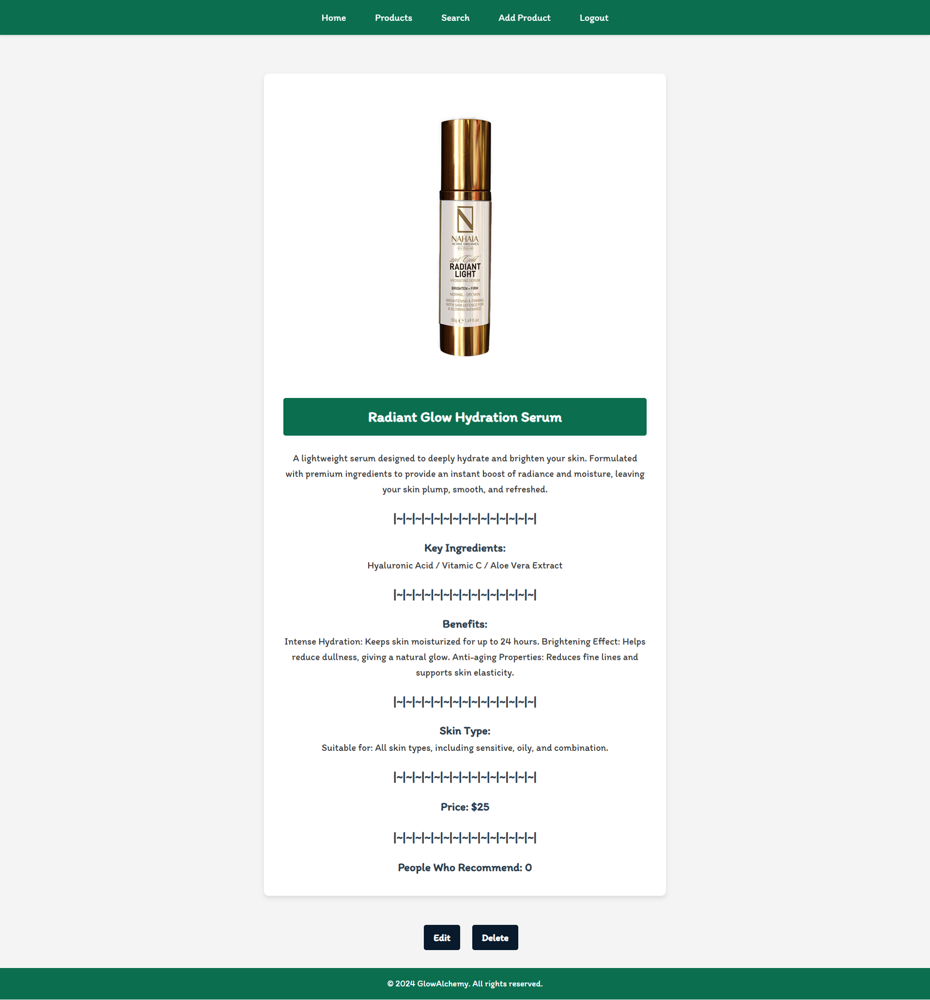 Home Products Search Add Product Logout
N
NAHAiA
ACTIVE ORGANICS
NEW ZEALAND
24ct Gold
RADIANT
LIGHT
HYDRATING SERUM
BRIGHTEN + FIRM
NORMAL - DRY SKIN
BRIGHTENING & FIRMING
WITH SKIN DEFENCE FOR
A GLOWING RADIANCE
50g ℮ 1.69 fl.oz
Radiant Glow Hydration Serum
A lightweight serum designed to deeply hydrate and brighten your skin. Formulated
with premium ingredients to provide an instant boost of radiance and moisture, leaving
your skin plump, smooth, and refreshed.
|~|~|~|~|~|~|~|~|~|~|~|~|~|~|~|
Key Ingredients:
Hyaluronic Acid / Vitamic C / Aloe Vera Extract
|~|~|~|~|~|~|~|~|~|~|~|~|~|~|~|
Benefits:
Intense Hydration: Keeps skin moisturized for up to 24 hours. Brightening Effect: Helps
reduce dullness, giving a natural glow. Anti-aging Properties: Reduces fine lines and
supports skin elasticity.
|~|~|~|~|~|~|~|~|~|~|~|~|~|~|~|
Skin Type:
Suitable for: All skin types, including sensitive, oily, and combination.
|~|~|~|~|~|~|~|~|~|~|~|~|~|~|~|
Price: $25
|~|~|~|~|~|~|~|~|~|~|~|~|~|~|~|
People Who Recommend: 0
Edit Delete
© 2024 GlowAlchemy. All rights reserved.